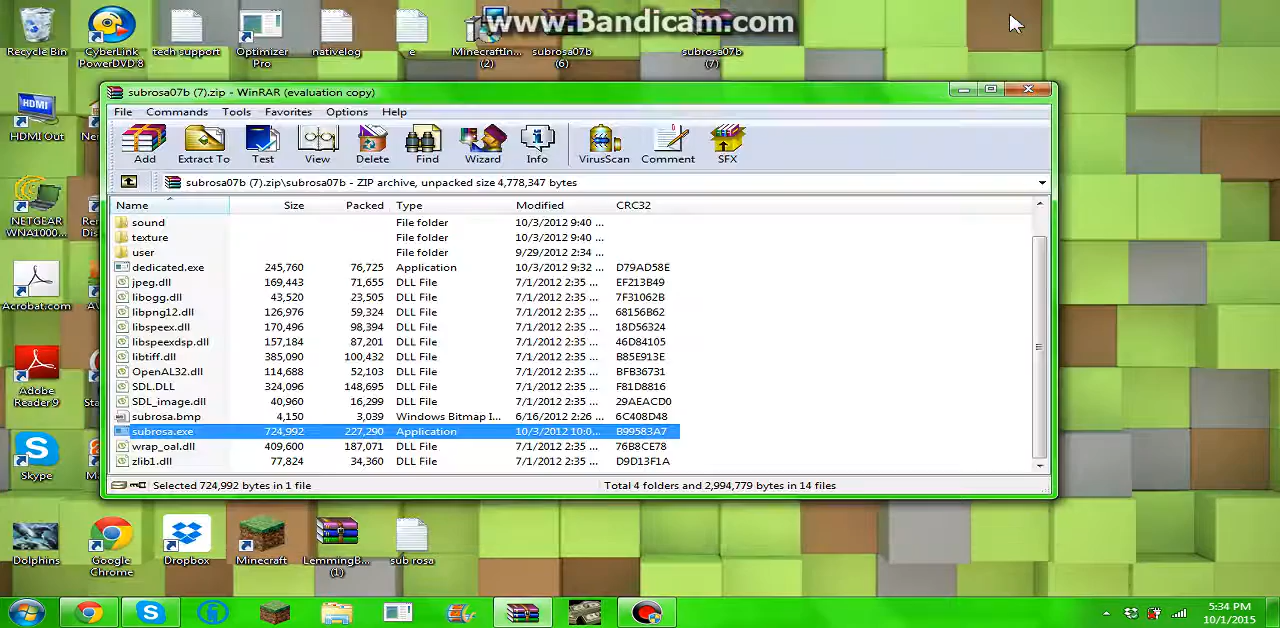 www.Bandicam.com
Recycle Bin
CyberLink
PowerDVD 8
tech support
Optimizer
Pro
nativelog
e
MinecraftIn...
(2)
subrosa07b
(6)
subrosa07b
(7)
subrosa07b (7).zip - WinRAR (evaluation copy)
File Commands Tools Favorites Options Help
HDMI
HDMI Out
Add Extract To Test View Delete Find Wizard Info VirusScan Comment SFX
subrosa07b (7).zip\subrosa07b - ZIP archive, unpacked size 4,778,347 bytes
Name Size Packed Type Modified CRC32
sound File folder 10/3/2012 9:40 ...
texture File folder 10/3/2012 9:40 ...
user File folder 9/29/2012 2:34 ...
dedicated.exe 245,760 76,725 Application 10/3/2012 9:32 ... D79AD58E
jpeg.dll 169,443 71,655 DLL File 7/1/2012 2:35 ... EF213B49
libogg.dll 43,520 23,505 DLL File 7/1/2012 2:35 ... 7F31062B
libpng12.dll 126,976 59,324 DLL File 7/1/2012 2:35 ... 68156B62
libspeex.dll 170,496 98,394 DLL File 7/1/2012 2:35 ... 18D56324
libspeexdsp.dll 157,184 87,201 DLL File 7/1/2012 2:35 ... 46D84105
libtiff.dll 385,090 100,432 DLL File 7/1/2012 2:35 ... B85E913E
OpenAL32.dll 114,688 52,103 DLL File 7/1/2012 2:35 ... BFB36731
SDL.DLL 324,096 148,695 DLL File 7/1/2012 2:35 ... F81D8816
SDL_image.dll 40,960 16,299 DLL File 7/1/2012 2:35 ... 29AEACD0
subrosa.bmp 4,150 3,039 Windows Bitmap I... 6/16/2012 2:26 ... 6C408D48
subrosa.exe 724,992 227,290 Application 10/3/2012 10:0... B99583A7
wrap_oal.dll 409,600 187,071 DLL File 7/1/2012 2:35 ... 76B8CE78
zlib1.dll 77,824 34,360 DLL File 7/1/2012 2:35 ... D9D13F1A
Selected 724,992 bytes in 1 file Total 4 folders and 2,994,779 bytes in 14 files
NETGEAR
WNA1000...
Acrobat.com
Adobe
Reader 9
Skype
Dolphins
Google
Chrome
Dropbox
Minecraft
LemmingB...
(1)
sub rosa
5:34 PM
10/1/2015